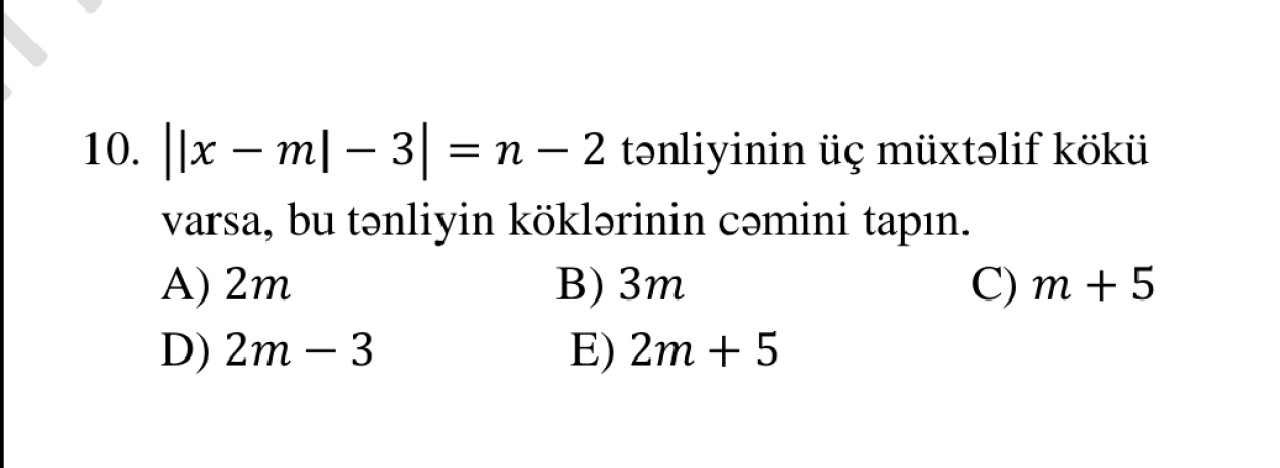 10. ||x − m| − 3| = n − 2 tənliyinin üç müxtəlif kökü
varsa, bu tənliyin köklərinin cəmini tapın.
A) 2m B) 3m C) m + 5
D) 2m − 3 E) 2m + 5